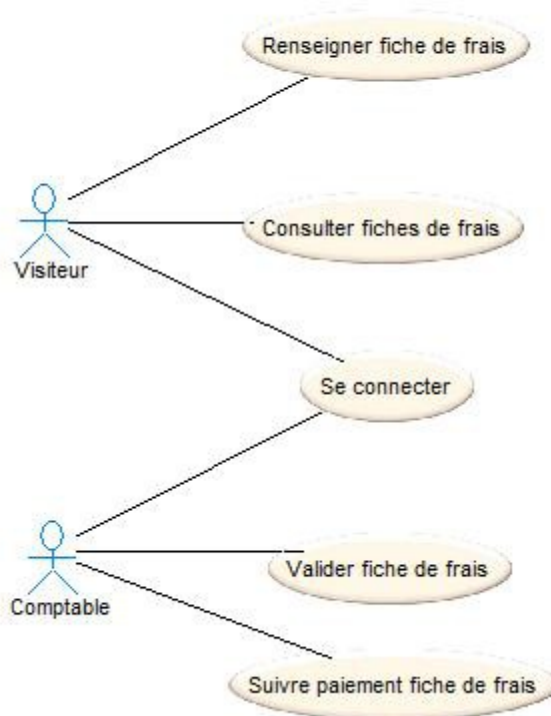 Renseigner fiche de frais
Consulter fiches de frais
Visiteur
Se connecter
Valider fiche de frais
Comptable
Suivre paiement fiche de frais